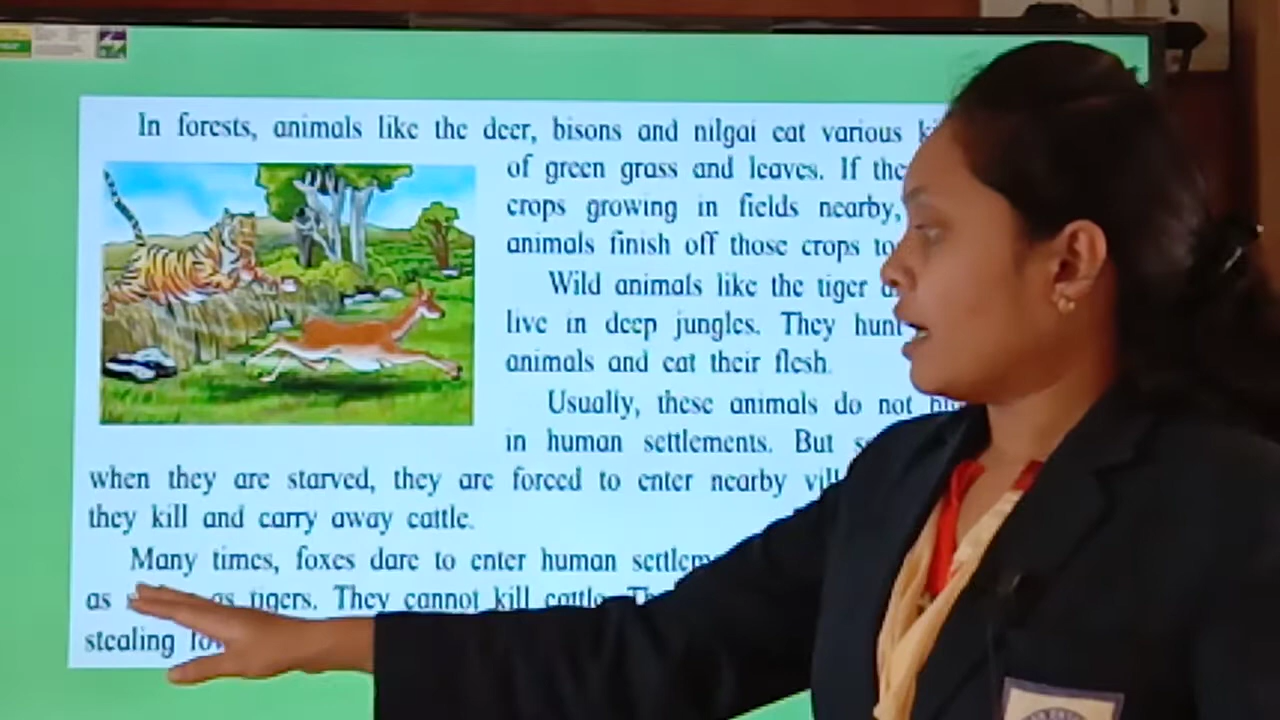 In forests, animals like the deer, bisons and nilgai eat various
of green grass and leaves. If
crops growing in fields nearby,
animals finish off those crops
Wild animals like the tiger
live in deep jungles. They hunt
animals and eat their flesh.
Usually, these animals do not
in human settlements. But
when they are starved, they are forced to enter nearby
they kill and carry away cattle.
Many times, foxes dare to enter human
as as tigers. They cannot kill cattle.
stealing